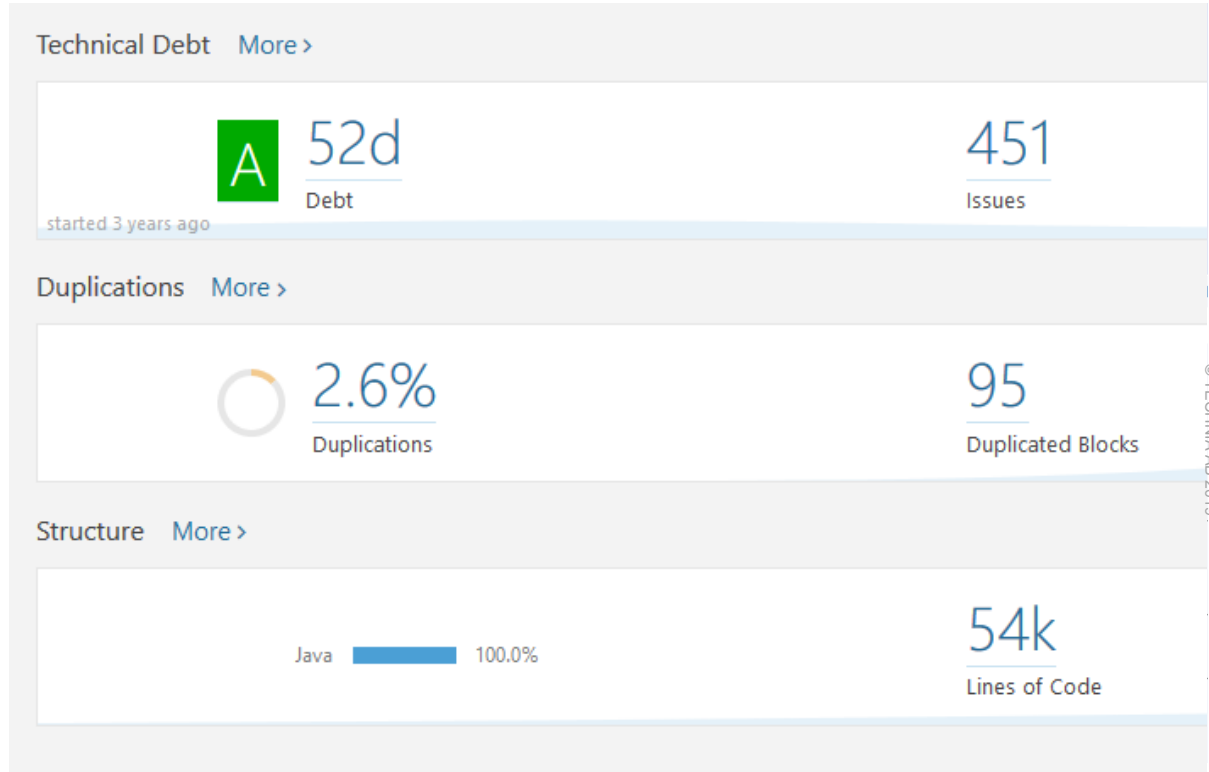 Technical Debt More >
A 52d 451
Debt Issues
started 3 years ago
Duplications More >
2.6% 95
Duplications Duplicated Blocks
Structure More >
54k
Java 100.0%
Lines of Code